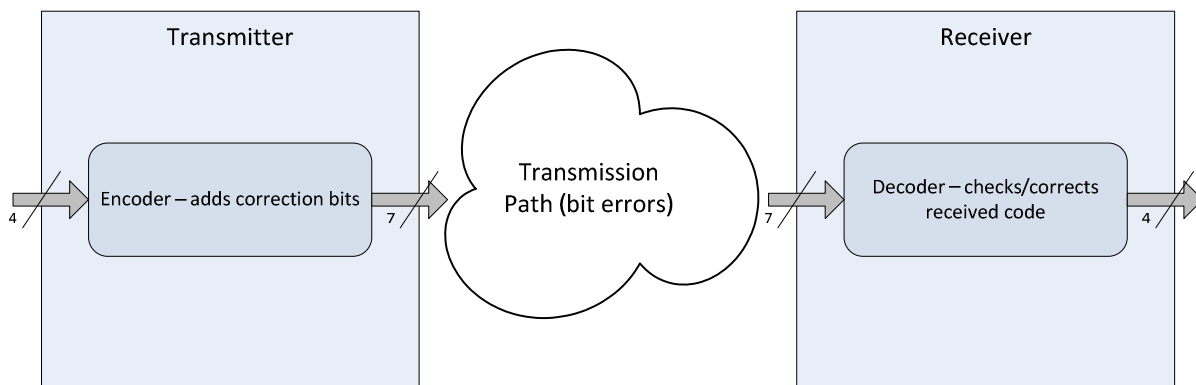 Transmitter
Receiver
Encoder – adds correction bits
Transmission
Path (bit errors)
Decoder – checks/corrects
received code
4
7
7
4